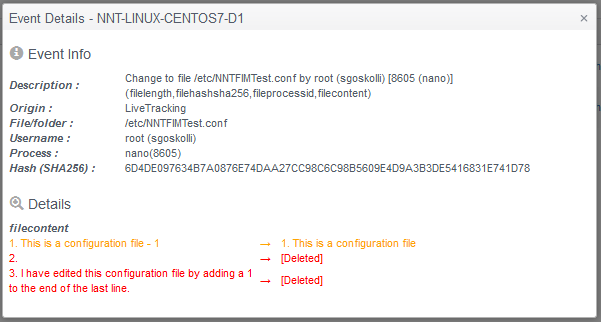 Event Details - NNT-LINUX-CENTOS7-D1 ×
Event Info
Description : Change to file /etc/NNTFIMTest.conf by root (sgoskolli) [8605 (nano)]
(filelength,filehashsha256,fileprocessid,filecontent)
Origin : LiveTracking
File/folder : /etc/NNTFIMTest.conf
Username : root (sgoskolli)
Process : nano(8605)
Hash (SHA256) : 6D4DE097634B7A0876E74DAA27CC98C6C98B5609E4D9A3B3DE5416831E741D78
Details
filecontent
1. This is a configuration file - 1 → 1. This is a configuration file
2. → [Deleted]
3. I have edited this configuration file by adding a 1 → [Deleted]
to the end of the last line.